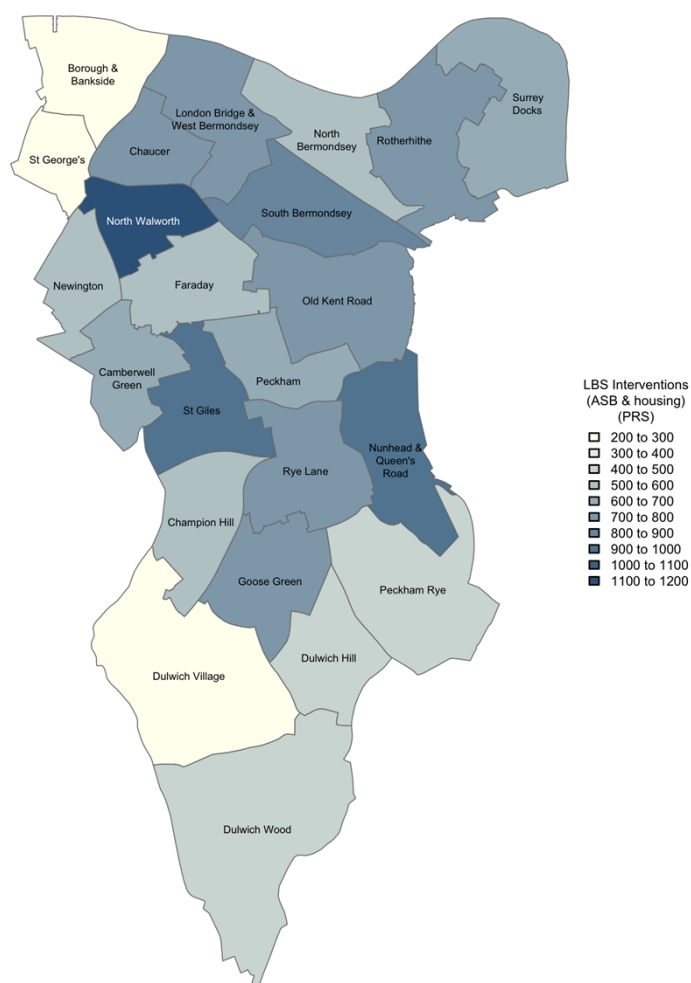 Borough &
Bankside
Surrey
Docks
London Bridge &
West Bermondsey
North
Bermondsey
Rotherhithe
Chaucer
St George's
South Bermondsey
North Walworth
Newington
Faraday
Old Kent Road
Camberwell
Green
Peckham
St Giles
Nunhead &
Queen's
Road
Rye Lane
Champion Hill
Goose Green
Peckham Rye
Dulwich Hill
Dulwich Village
Dulwich Wood
LBS Interventions
(ASB & housing)
(PRS)
200 to 300
300 to 400
400 to 500
500 to 600
600 to 700
700 to 800
800 to 900
900 to 1000
1000 to 1100
1100 to 1200